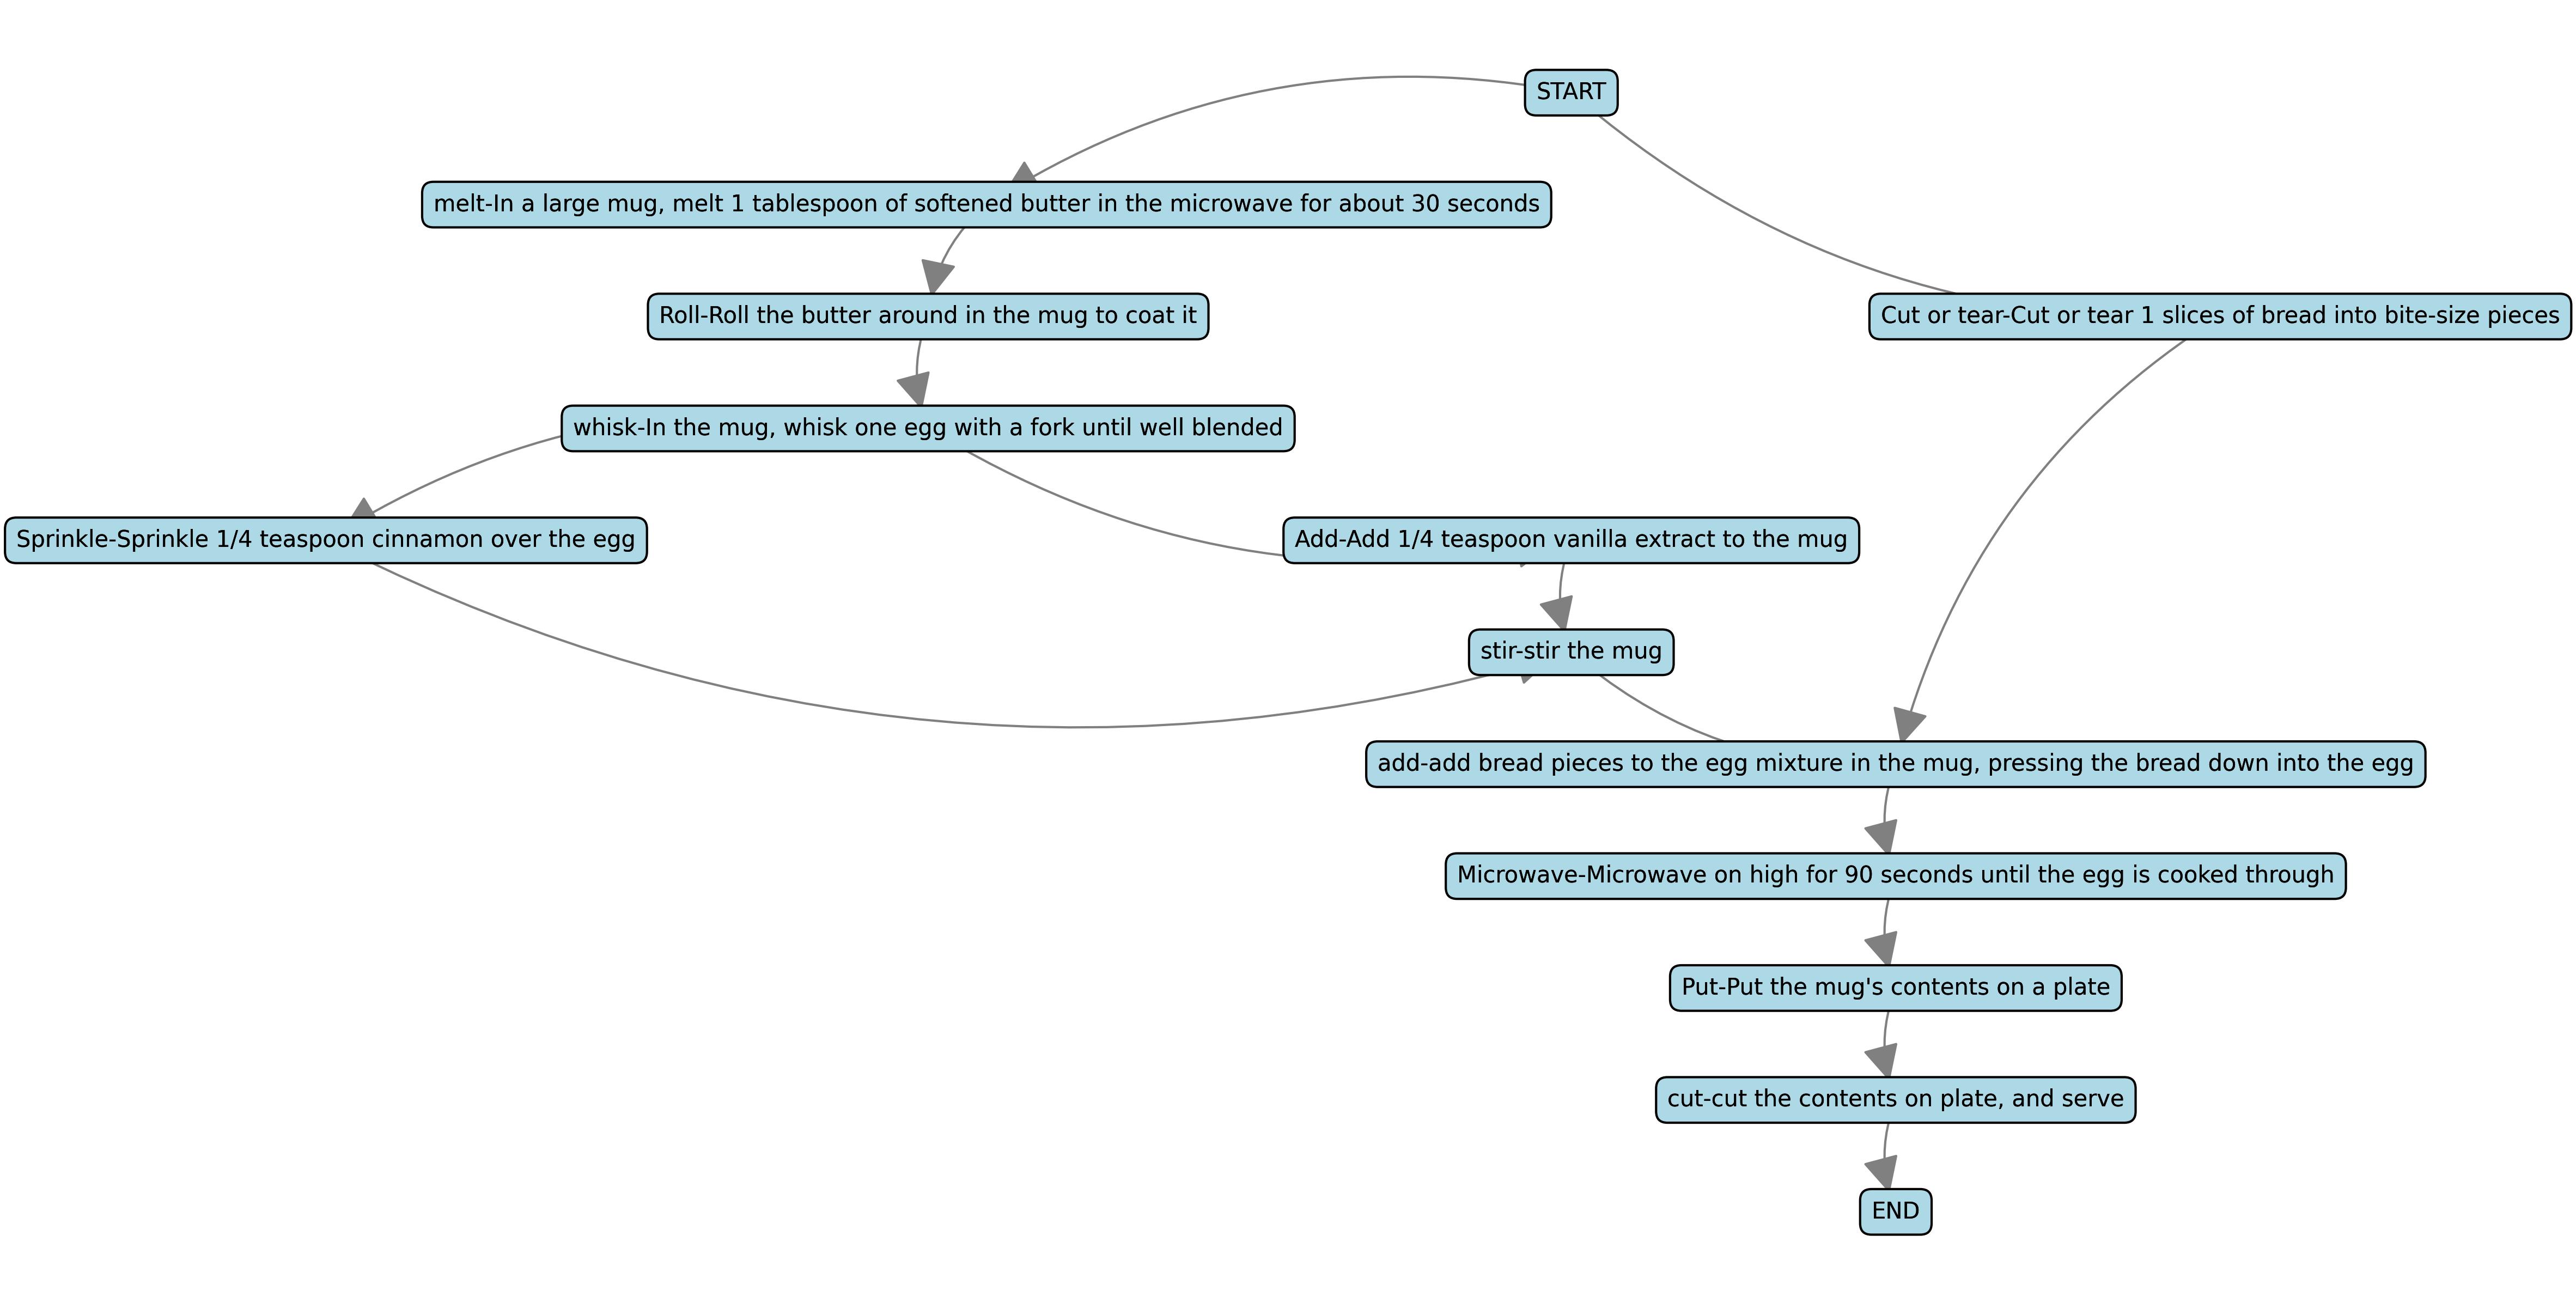 START
melt-In a large mug, melt 1 tablespoon of softened butter in the microwave for about 30 seconds
Roll-Roll the butter around in the mug to coat it
Cut or tear-Cut or tear 1 slices of bread into bite-size pieces
whisk-In the mug, whisk one egg with a fork until well blended
Sprinkle-Sprinkle 1/4 teaspoon cinnamon over the egg
Add-Add 1/4 teaspoon vanilla extract to the mug
stir-stir the mug
add-add bread pieces to the egg mixture in the mug, pressing the bread down into the egg
Microwave-Microwave on high for 90 seconds until the egg is cooked through
Put-Put the mug's contents on a plate
cut-cut the contents on plate, and serve
END